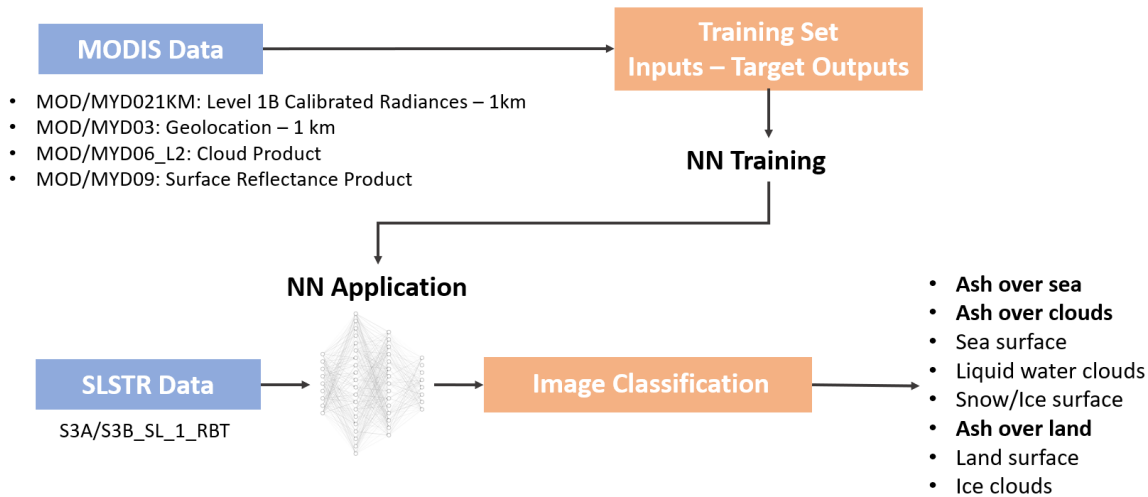 MODIS Data
Training Set
Inputs – Target Outputs
• MOD/MYD021KM: Level 1B Calibrated Radiances – 1km
• MOD/MYD03: Geolocation – 1 km
• MOD/MYD06_L2: Cloud Product
• MOD/MYD09: Surface Reflectance Product
NN Training
NN Application
SLSTR Data
S3A/S3B_SL_1_RBT
Image Classification
• Ash over sea
• Ash over clouds
• Sea surface
• Liquid water clouds
• Snow/Ice surface
• Ash over land
• Land surface
• Ice clouds